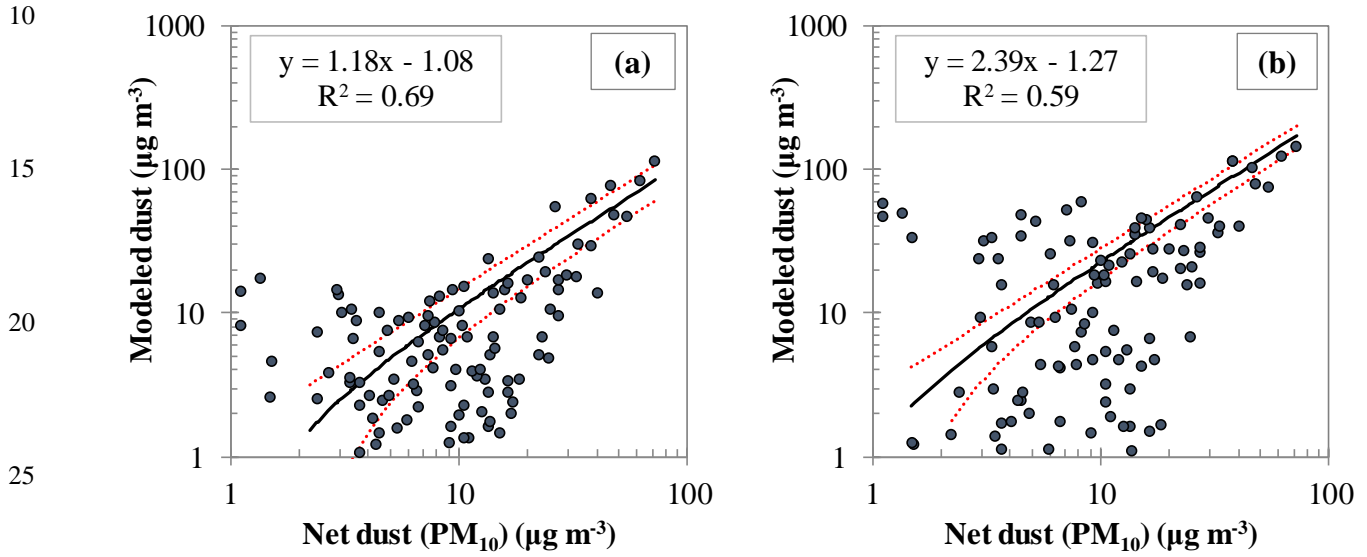 10
15
20
25
1000
100
10
1
Modeled dust (µg m-3)
y = 1.18x - 1.08
R2 = 0.69
(a)
1 10 100
Net dust (PM10) (µg m-3)
1000
100
10
1
Modeled dust (µg m-3)
y = 2.39x - 1.27
R2 = 0.59
(b)
1 10 100
Net dust (PM10) (µg m-3)